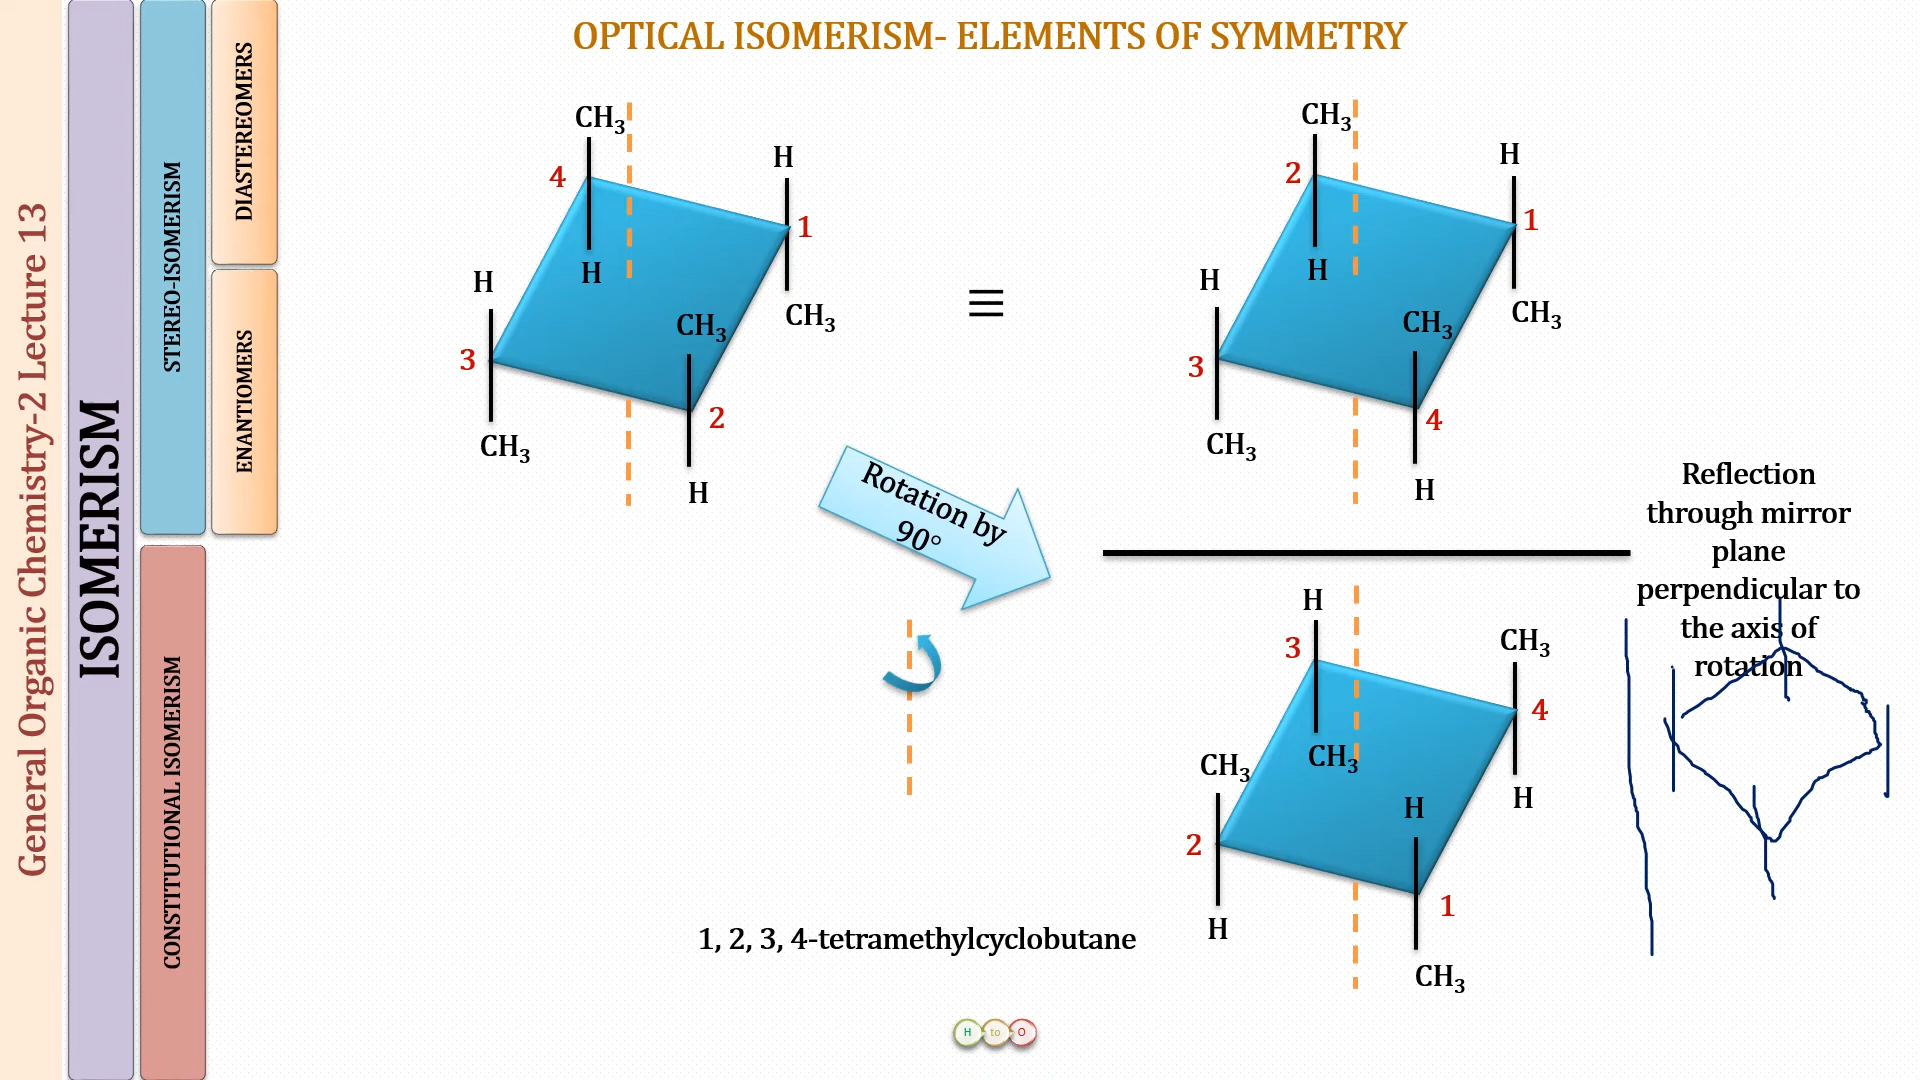 OPTICAL ISOMERISM- ELEMENTS OF SYMMETRY
General Organic Chemistry-2 Lecture 13
ISOMERISM
STEREO-ISOMERISM
CONSTITUTIONAL ISOMERISM
DIASTEREOMERS
ENANTIOMERS
CH₃
H
4
1
H
H
CH₃
CH₃
3
2
CH₃
H
≡
CH₃
H
2
1
H
H
CH₃
CH₃
3
4
CH₃
H
Rotation by
90°
Reflection
through mirror
plane
perpendicular to
the axis of
rotation
H
CH₃
3
4
CH₃
CH₃
H
H
2
1
H
CH₃
1, 2, 3, 4-tetramethylcyclobutane
H to O